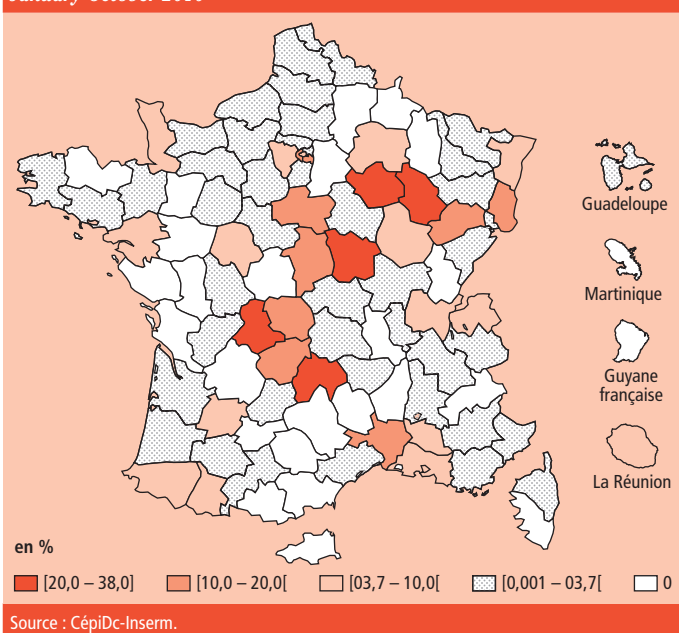 Guadeloupe
Martinique
Guyane
française
La Réunion
en %
[20,0 – 38,0] [10,0 – 20,0[ [03,7 – 10,0[ [0,001 – 03,7[ 0
Source : CépiDc-Inserm.